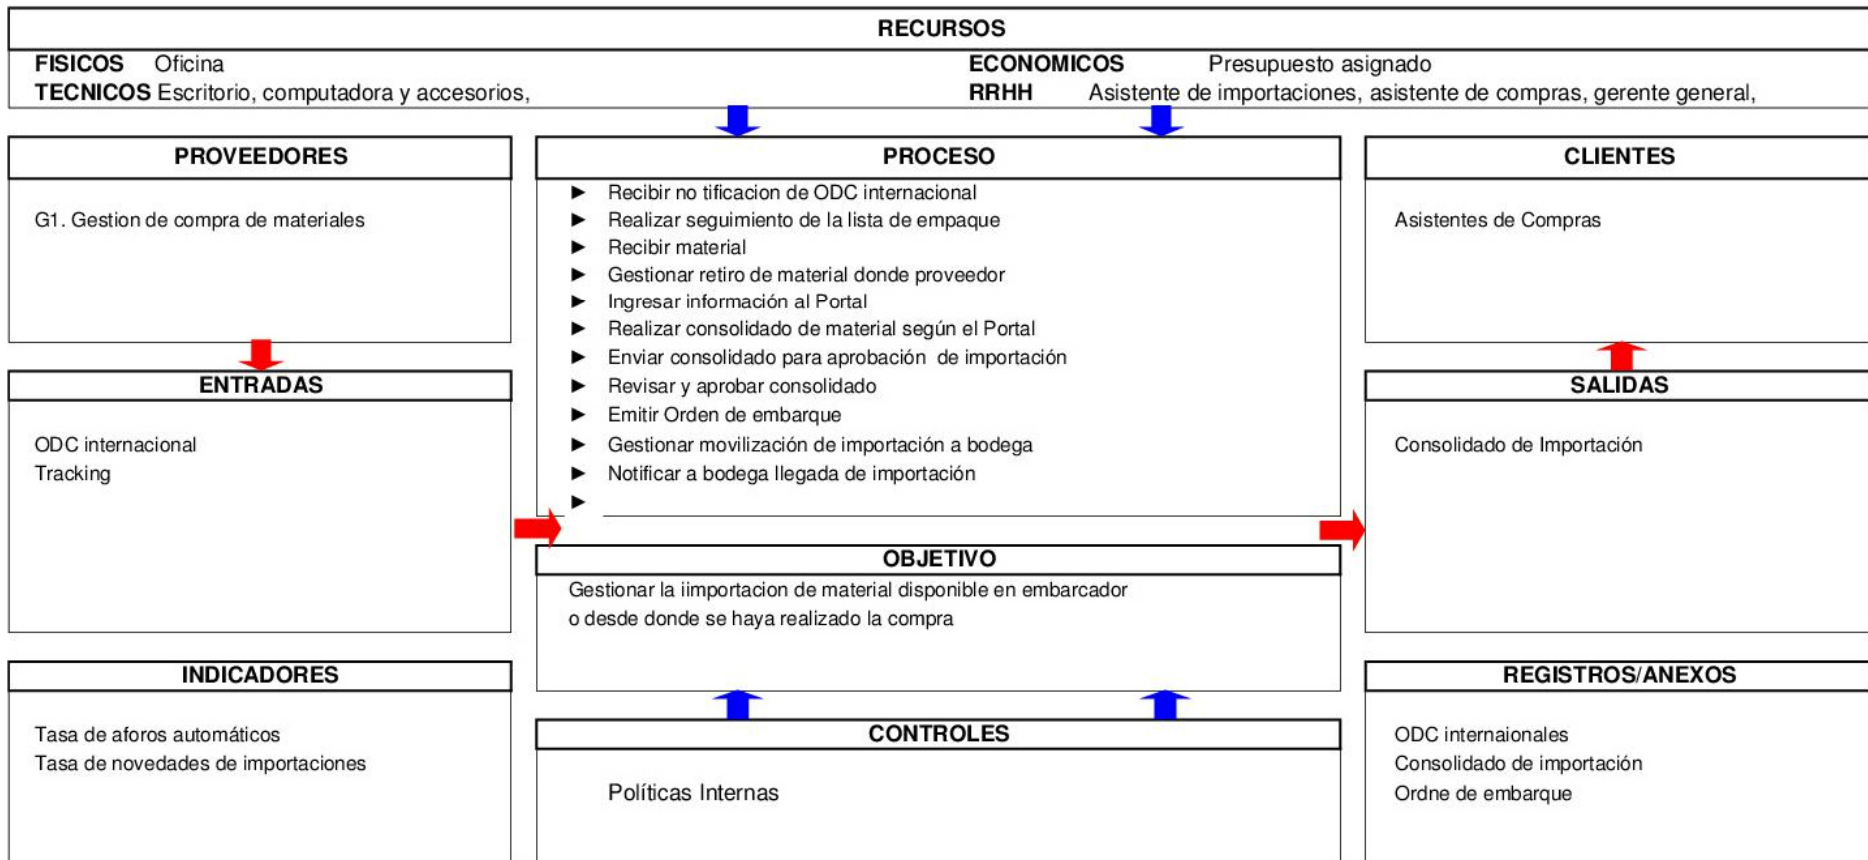 RECURSOS
FISICOS Oficina
ECONOMICOS Presupuesto asignado
TECNICOS Escritorio, computadora y accesorios,
RRHH Asistente de importaciones, asistente de compras, gerente general,
PROVEEDORES
G1. Gestion de compra de materiales
ENTRADAS
ODC internacional
Tracking
INDICADORES
Tasa de aforos automáticos
Tasa de novedades de importaciones
PROCESO
► Recibir no tificacion de ODC internacional
► Realizar seguimiento de la lista de empaque
► Recibir material
► Gestionar retiro de material donde proveedor
► Ingresar información al Portal
► Realizar consolidado de material según el Portal
► Enviar consolidado para aprobación de importación
► Revisar y aprobar consolidado
► Emitir Orden de embarque
► Gestionar movilización de importación a bodega
► Notificar a bodega llegada de importación
►
OBJETIVO
Gestionar la iimportacion de material disponible en embarcador
o desde donde se haya realizado la compra
CONTROLES
Políticas Internas
CLIENTES
Asistentes de Compras
SALIDAS
Consolidado de Importación
REGISTROS/ANEXOS
ODC internaionales
Consolidado de importación
Ordne de embarque